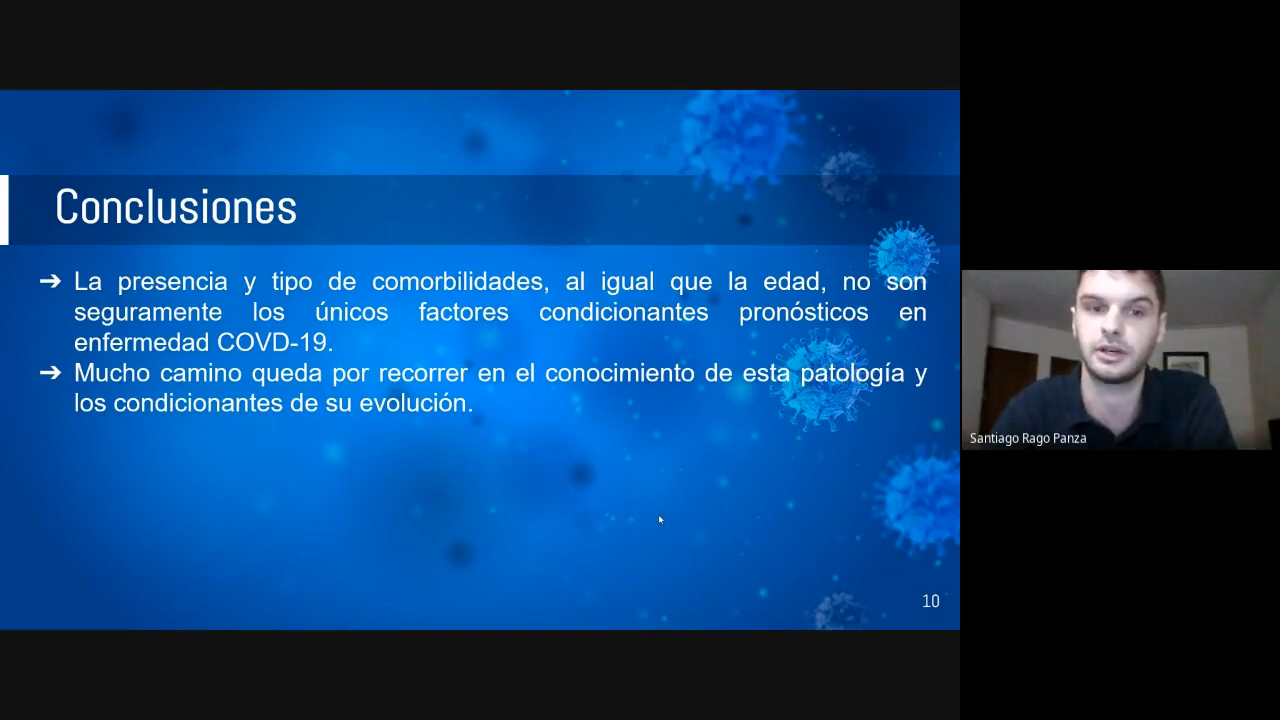 Conclusiones
➔ La presencia y tipo de comorbilidades, al igual que la edad, no son
seguramente los únicos factores condicionantes pronósticos en
enfermedad COVD-19.
➔ Mucho camino queda por recorrer en el conocimiento de esta patología y
los condicionantes de su evolución.
10
Santiago Rago Panza